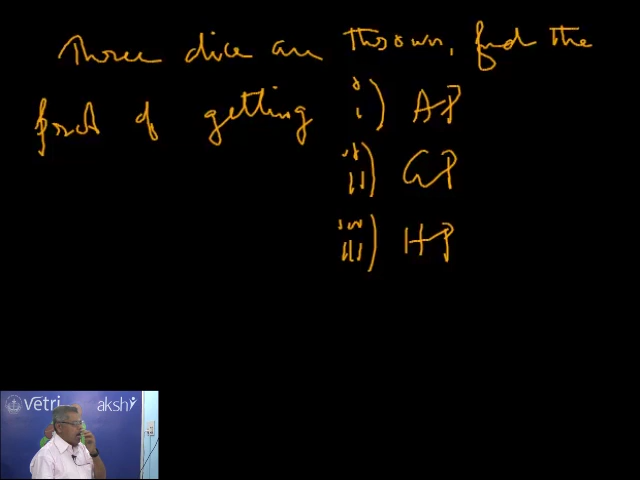 Three dice are thrown, find the
prob of getting i) AP
ii) GP
iii) HP
vetri akshi